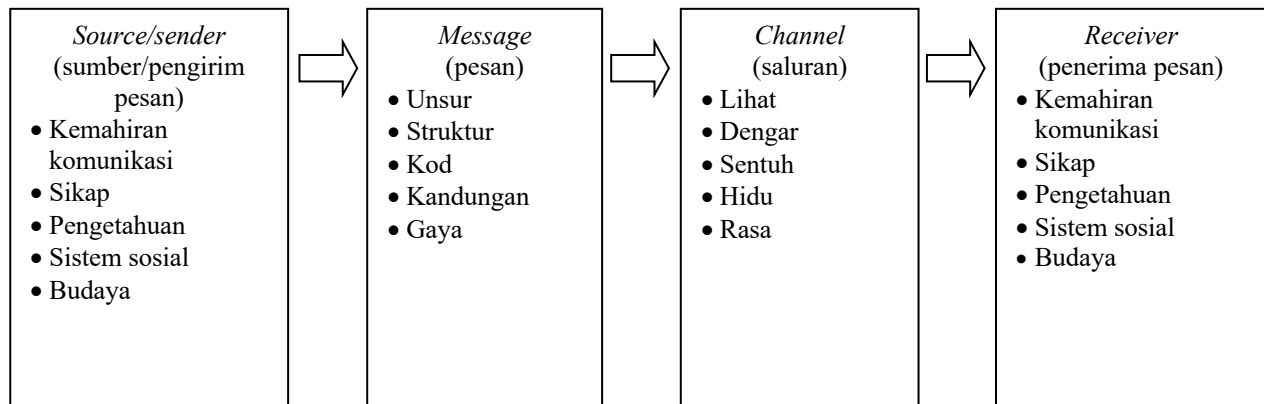 Source/sender
(sumber/pengirim
pesan)
• Kemahiran
komunikasi
• Sikap
• Pengetahuan
• Sistem sosial
• Budaya
Message
(pesan)
• Unsur
• Struktur
• Kod
• Kandungan
• Gaya
Channel
(saluran)
• Lihat
• Dengar
• Sentuh
• Hidu
• Rasa
Receiver
(penerima pesan)
• Kemahiran
komunikasi
• Sikap
• Pengetahuan
• Sistem sosial
• Budaya